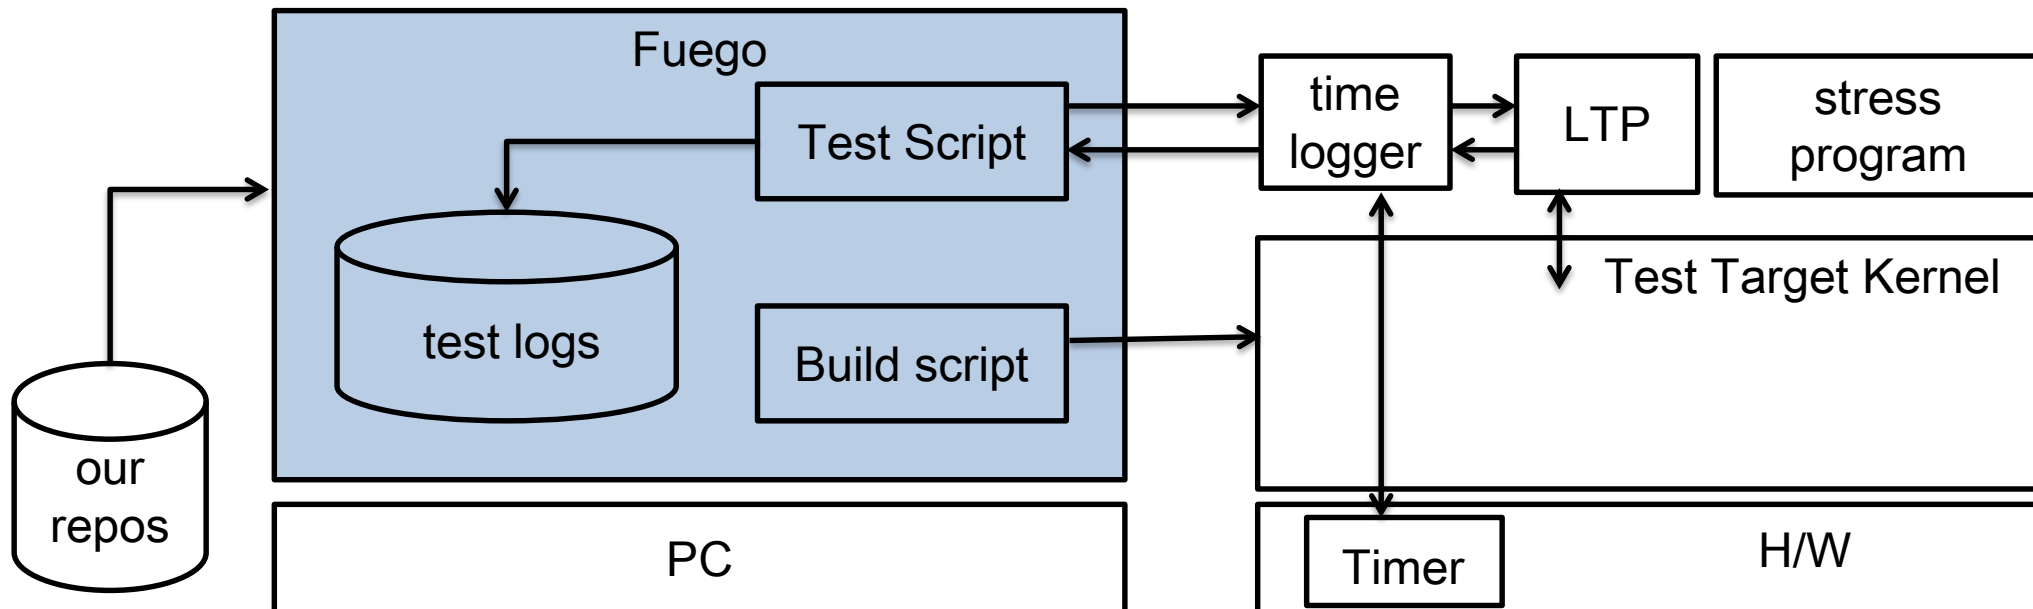 Fuego
Test Script
test logs
Build script
our
repos
PC
time
logger
LTP
stress
program
Test Target Kernel
Timer
H/W